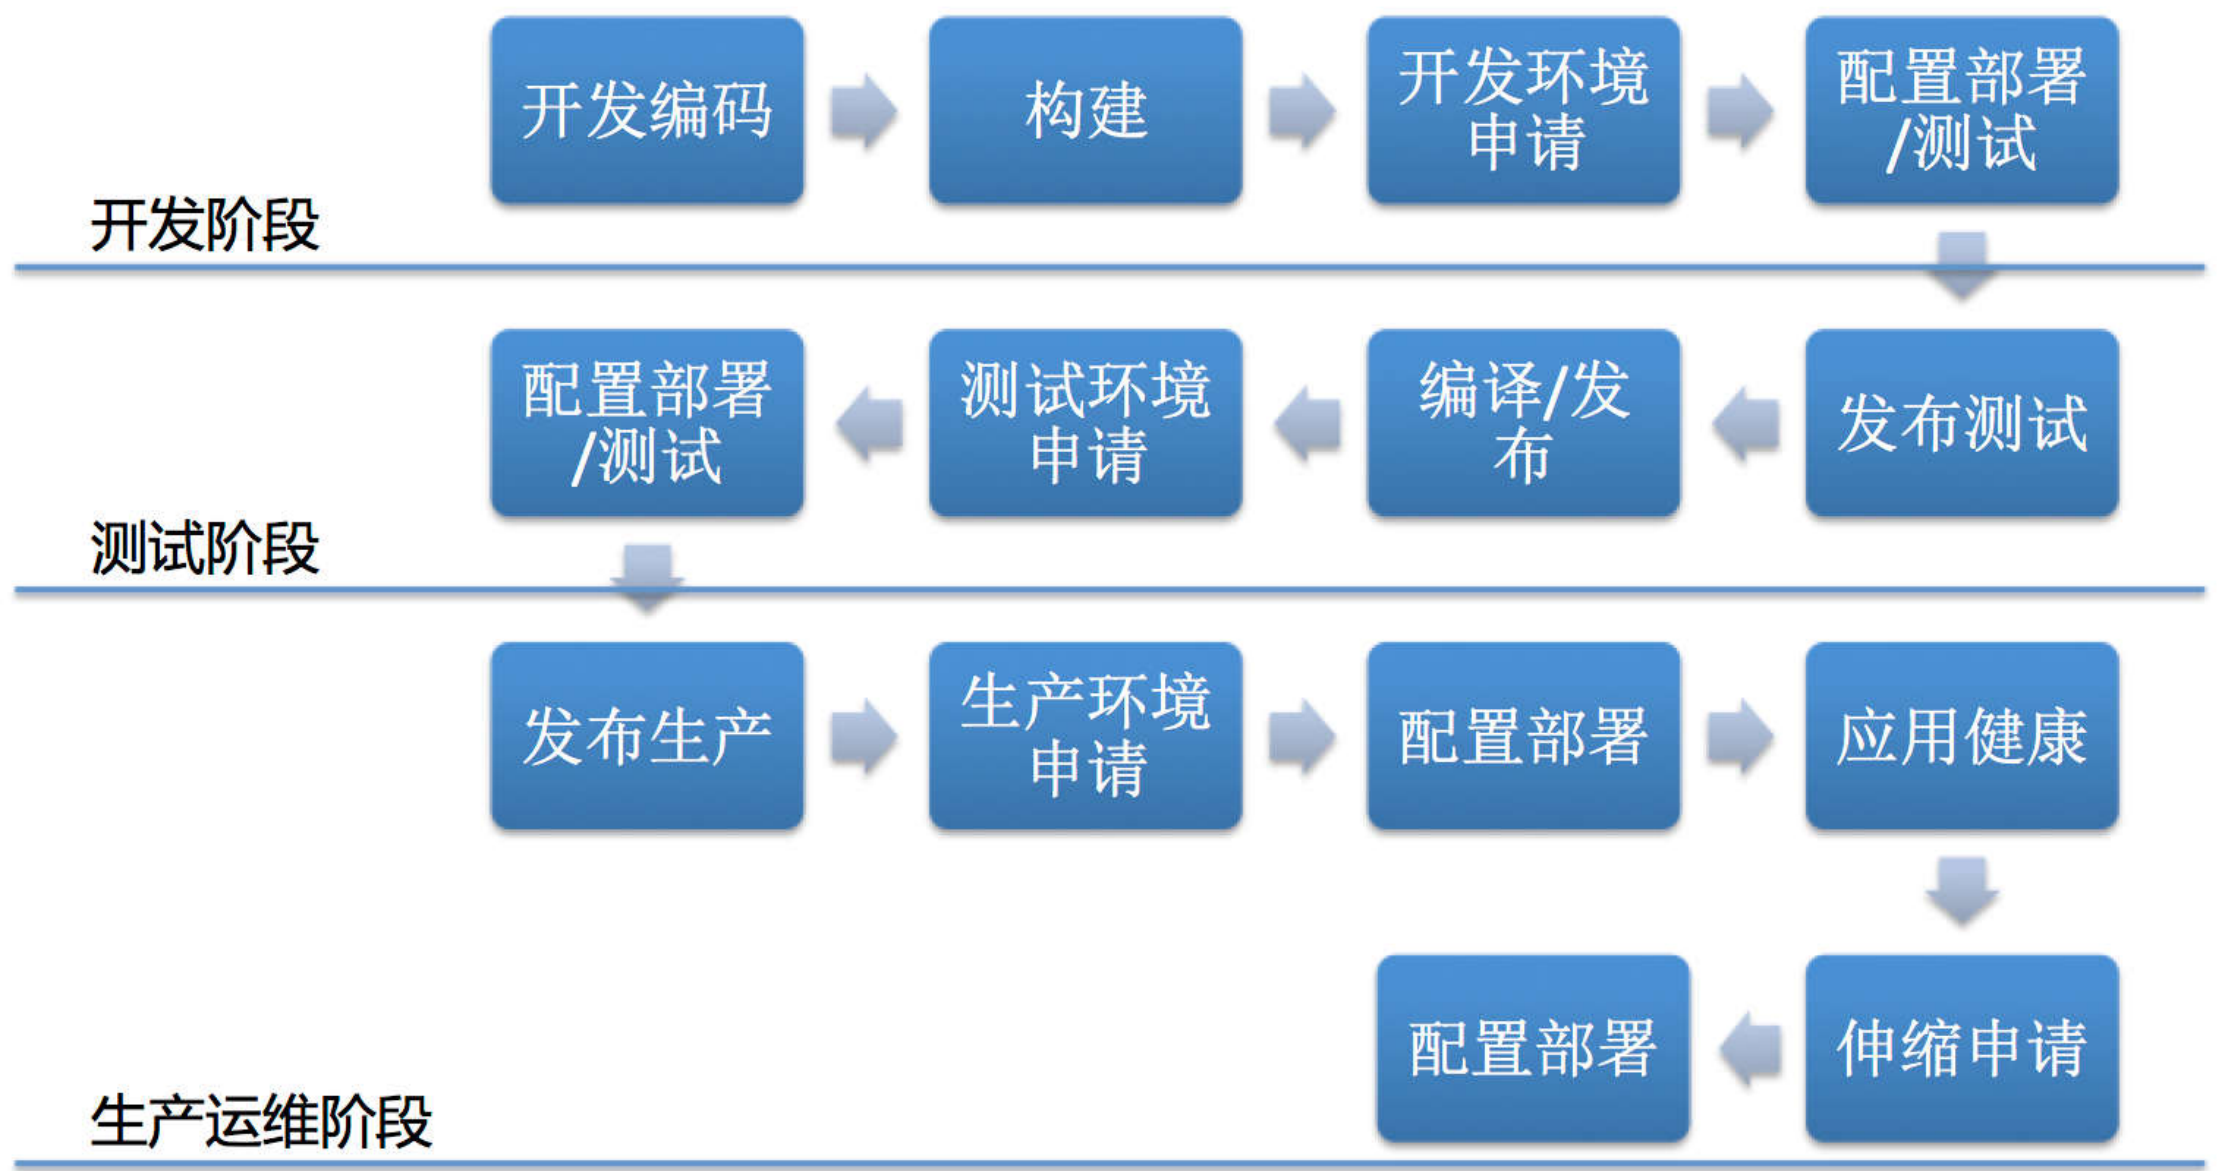 开发编码
构建
开发环境
申请
配置部署
/测试
开发阶段
发布测试
编译/发
布
测试环境
申请
配置部署
/测试
测试阶段
发布生产
生产环境
申请
配置部署
应用健康
伸缩申请
配置部署
生产运维阶段